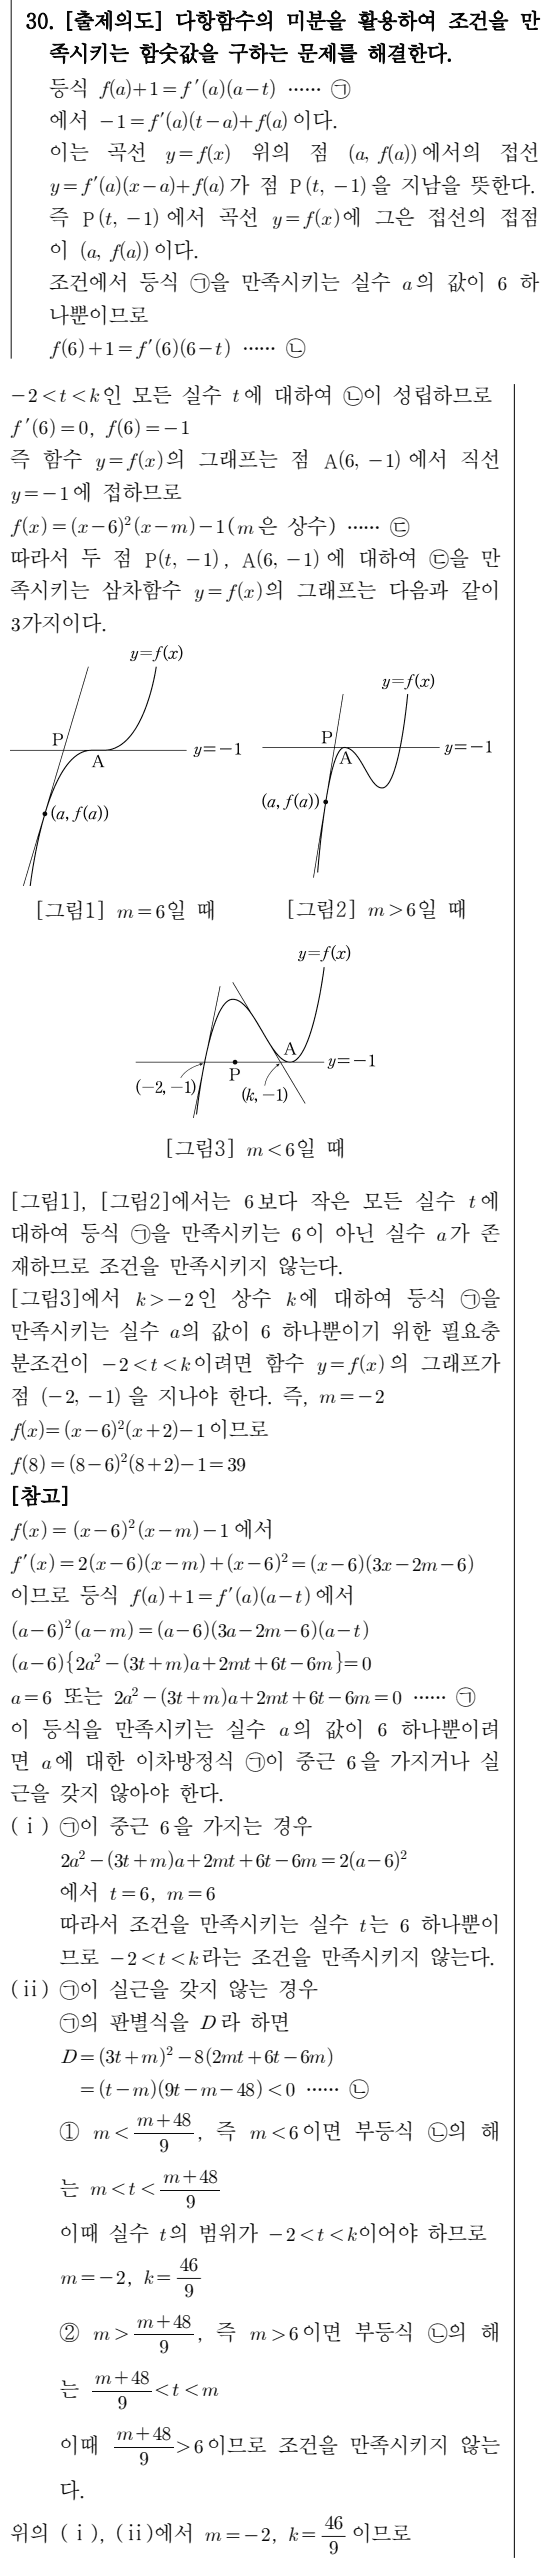 30. [출제의도] 다항함수의 미분을 활용하여 조건을 만
족시키는 함숫값을 구하는 문제를 해결한다.
등식 f(a)+1=f′(a)(a-t) …… ㉠
에서 -1=f′(a)(t-a)+f(a)이다.
이는 곡선 y=f(x) 위의 점 (a, f(a))에서의 접선
y=f′(a)(x-a)+f(a)가 점 P(t, -1)을 지남을 뜻한다.
즉 P(t, -1)에서 곡선 y=f(x)에 그은 접선의 접점
이 (a, f(a))이다.
조건에서 등식 ㉠을 만족시키는 실수 a의 값이 6 하
나뿐이므로
f(6)+1=f′(6)(6-t) …… ㉡
-2<t<k인 모든 실수 t에 대하여 ㉡이 성립하므로
f′(6)=0, f(6)=-1
즉 함수 y=f(x)의 그래프는 점 A(6, -1)에서 직선
y=-1에 접하므로
f(x)=(x-6)²(x-m)-1(m은 상수) …… ㉢
따라서 두 점 P(t, -1), A(6, -1)에 대하여 ㉢을 만
족시키는 삼차함수 y=f(x)의 그래프는 다음과 같이
3가지이다.
y=f(x)
P
A
y=-1
(a, f(a))
[그림1] m=6일 때
y=f(x)
P
A
y=-1
(a, f(a))
[그림2] m>6일 때
y=f(x)
A
y=-1
P
(-2, -1)
(k, -1)
[그림3] m<6일 때
[그림1], [그림2]에서는 6보다 작은 모든 실수 t에
대하여 등식 ㉠을 만족시키는 6이 아닌 실수 a가 존
재하므로 조건을 만족시키지 않는다.
[그림3]에서 k>-2인 상수 k에 대하여 등식 ㉠을
만족시키는 실수 a의 값이 6 하나뿐이기 위한 필요충
분조건이 -2<t<k이려면 함수 y=f(x)의 그래프가
점 (-2, -1)을 지나야 한다. 즉, m=-2
f(x)=(x-6)²(x+2)-1이므로
f(8)=(8-6)²(8+2)-1=39
[참고]
f(x)=(x-6)²(x-m)-1에서
f′(x)=2(x-6)(x-m)+(x-6)²=(x-6)(3x-2m-6)
이므로 등식 f(a)+1=f′(a)(a-t)에서
(a-6)²(a-m)=(a-6)(3a-2m-6)(a-t)
(a-6){2a²-(3t+m)a+2mt+6t-6m}=0
a=6 또는 2a²-(3t+m)a+2mt+6t-6m=0 …… ㉠
이 등식을 만족시키는 실수 a의 값이 6 하나뿐이려
면 a에 대한 이차방정식 ㉠이 중근 6을 가지거나 실
근을 갖지 않아야 한다.
(ⅰ) ㉠이 중근 6을 가지는 경우
2a²-(3t+m)a+2mt+6t-6m=2(a-6)²
에서 t=6, m=6
따라서 조건을 만족시키는 실수 t는 6 하나뿐이
므로 -2<t<k라는 조건을 만족시키지 않는다.
(ⅱ) ㉠이 실근을 갖지 않는 경우
㉠의 판별식을 D라 하면
D=(3t+m)²-8(2mt+6t-6m)
=(t-m)(9t-m-48)<0 …… ㉡
① m<(m+48)/9, 즉 m<6이면 부등식 ㉡의 해
는 m<t<(m+48)/9
이때 실수 t의 범위가 -2<t<k이어야 하므로
m=-2, k=46/9
② m>(m+48)/9, 즉 m>6이면 부등식 ㉡의 해
는 (m+48)/9<t<m
이때 (m+48)/9>6이므로 조건을 만족시키지 않는
다.
위의 (ⅰ), (ⅱ)에서 m=-2, k=46/9이므로